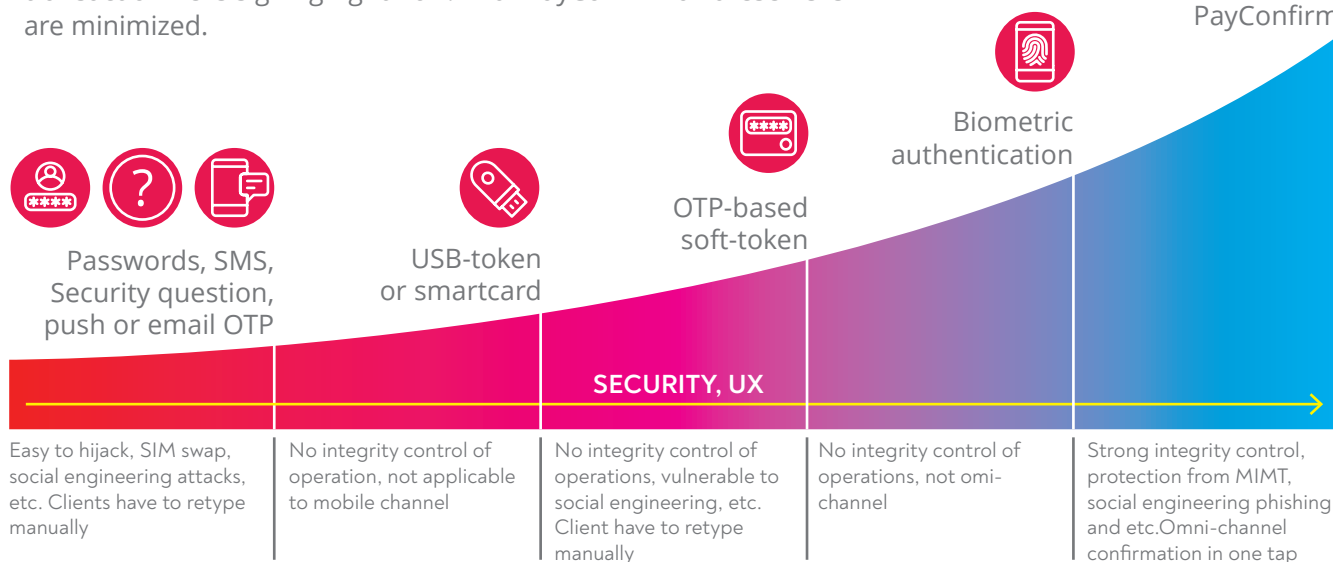 are minimized.
PayConfirm
Biometric
authentication
OTP-based
soft-token
USB-token
or smartcard
Passwords, SMS,
Security question,
push or email OTP
SECURITY, UX
Easy to hijack, SIM swap,
social engineering attacks,
etc. Clients have to retype
manually
No integrity control of
operation, not applicable
to mobile channel
No integrity control of
operations, vulnerable to
social engineering, etc.
Client have to retype
manually
No integrity control of
operations, not omi-
channel
Strong integrity control,
protection from MIMT,
social engineering phishing
and etc.Omni-channel
confirmation in one tap